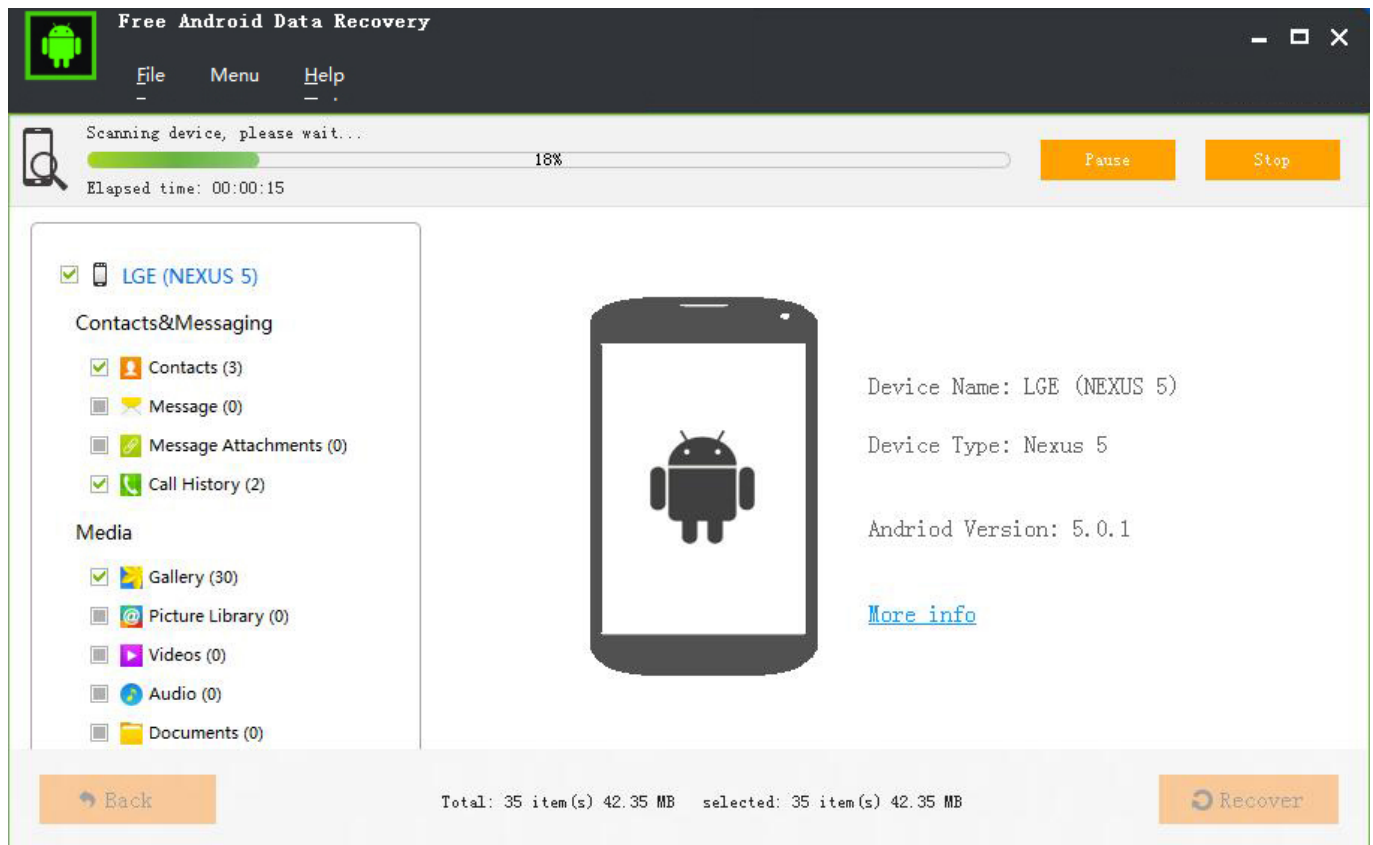 Free Android Data Recovery
File Menu Help
Scanning device, please wait...
18%
Pause Stop
Elapsed time: 00:00:15
LGE (NEXUS 5)
Contacts&Messaging
Contacts (3)
Message (0)
Message Attachments (0)
Call History (2)
Media
Gallery (30)
Picture Library (0)
Videos (0)
Audio (0)
Documents (0)
Device Name: LGE (NEXUS 5)
Device Type: Nexus 5
Andriod Version: 5.0.1
More info
Back
Total: 35 item(s) 42.35 MB selected: 35 item(s) 42.35 MB
Recover